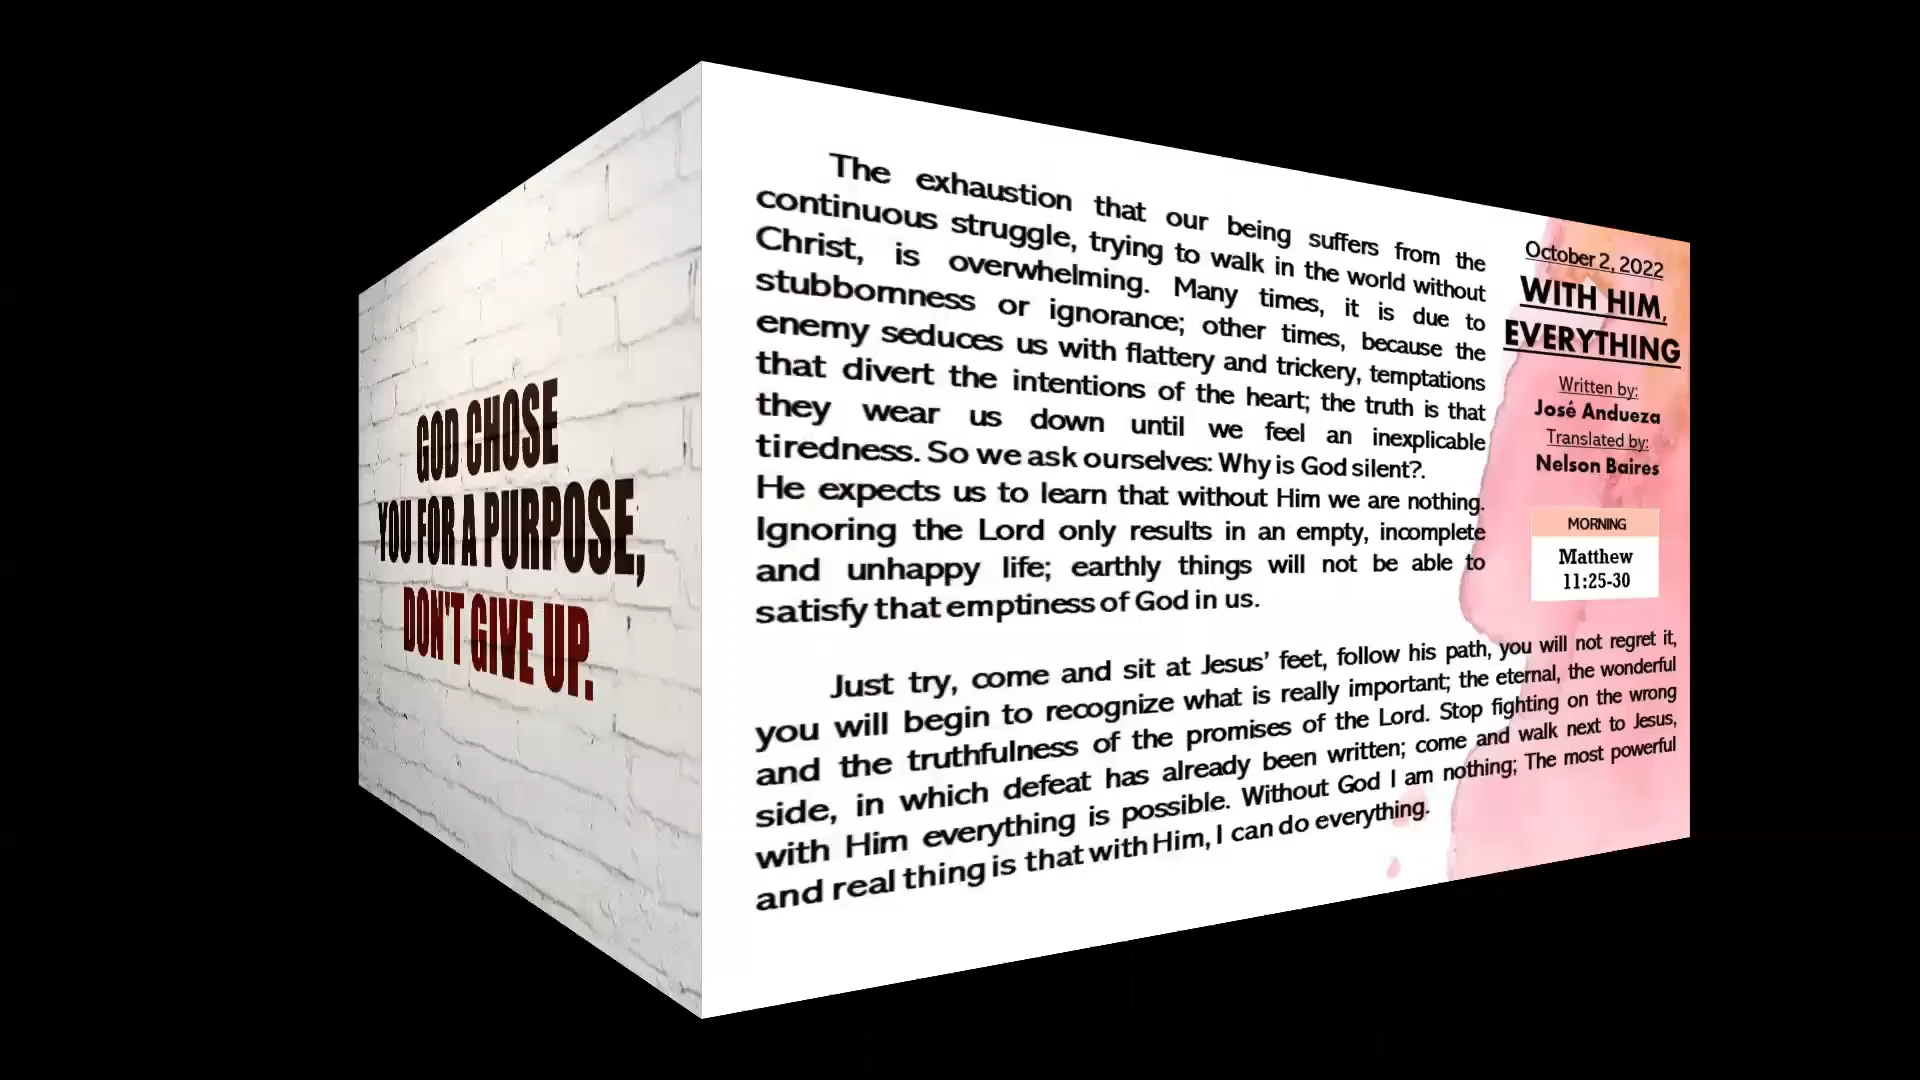 GOD CHOSE
YOU FOR A PURPOSE,
DON'T GIVE UP.
The exhaustion that our being suffers from the
continuous struggle, trying to walk in the world without
Christ, is overwhelming. Many times, it is due to
stubbornness or ignorance; other times, because the
enemy seduces us with flattery and trickery, temptations
that divert the intentions of the heart; the truth is that
they wear us down until we feel an inexplicable
tiredness. So we ask ourselves: Why is God silent?.
He expects us to learn that without Him we are nothing.
Ignoring the Lord only results in an empty, incomplete
and unhappy life; earthly things will not be able to
satisfy that emptiness of God in us.
Just try, come and sit at Jesus’ feet, follow his path, you will not regret it,
you will begin to recognize what is really important; the eternal, the wonderful
and the truthfulness of the promises of the Lord. Stop fighting on the wrong
side, in which defeat has already been written; come and walk next to Jesus,
with Him everything is possible. Without God I am nothing; The most powerful
and real thing is that with Him, I can do everything.
October 2, 2022
WITH HIM,
EVERYTHING
Written by:
José Andueza
Translated by:
Nelson Baires
MORNING
Matthew
11:25-30